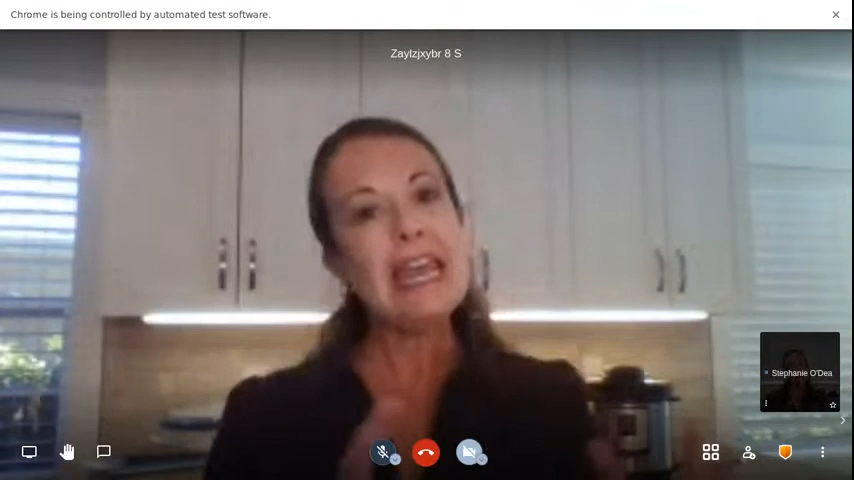 Chrome is being controlled by automated test software.
Zaylzjxybr 8 S
Stephanie O'Dea